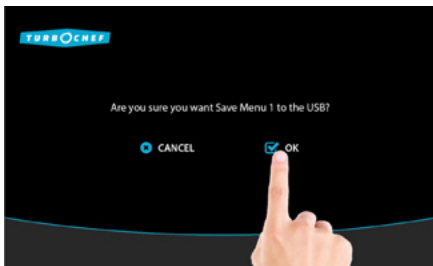 TURBOCHEF
Are you sure you want Save Menu 1 to the USB?
CANCEL
OK